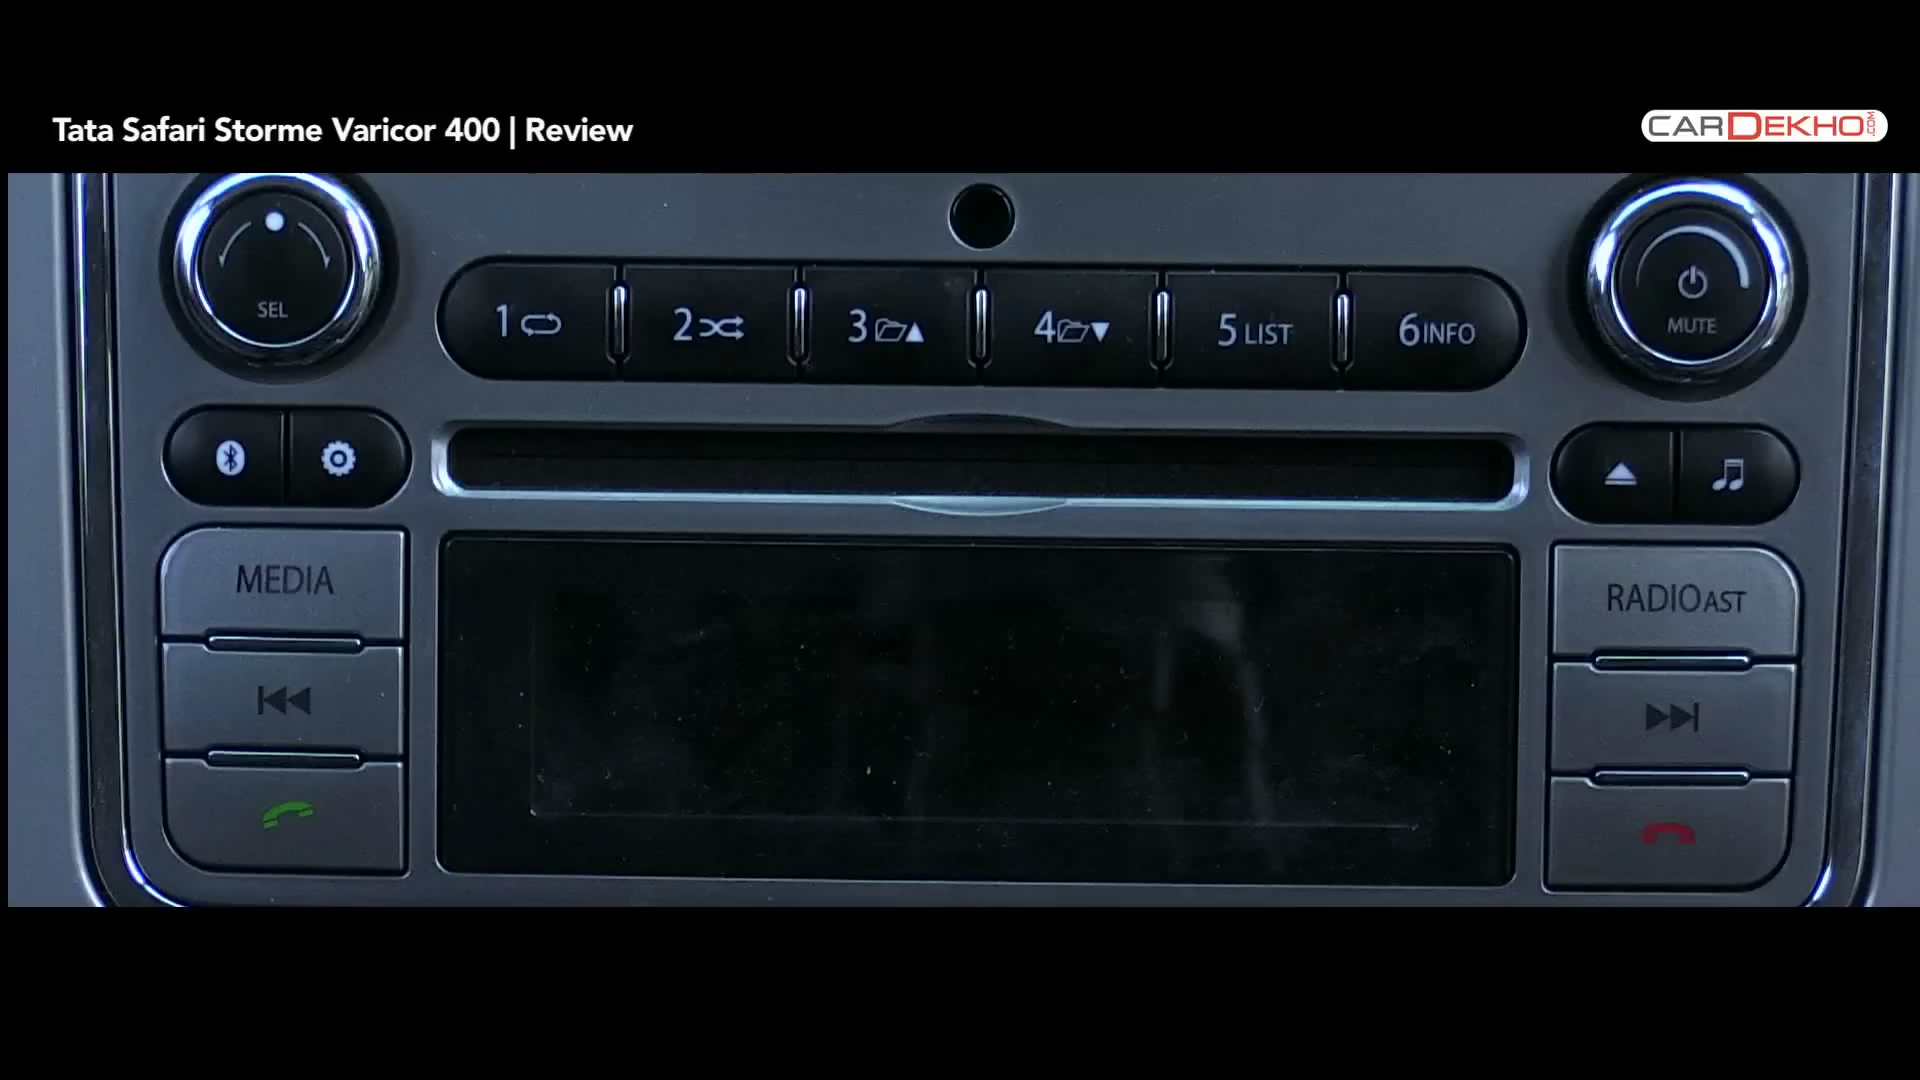 Tata Safari Storme Varicor 400 | Review
CARDEKHO.COM
SEL
1
2
3
4
5 LIST
6 INFO
MUTE
MEDIA
RADIO AST